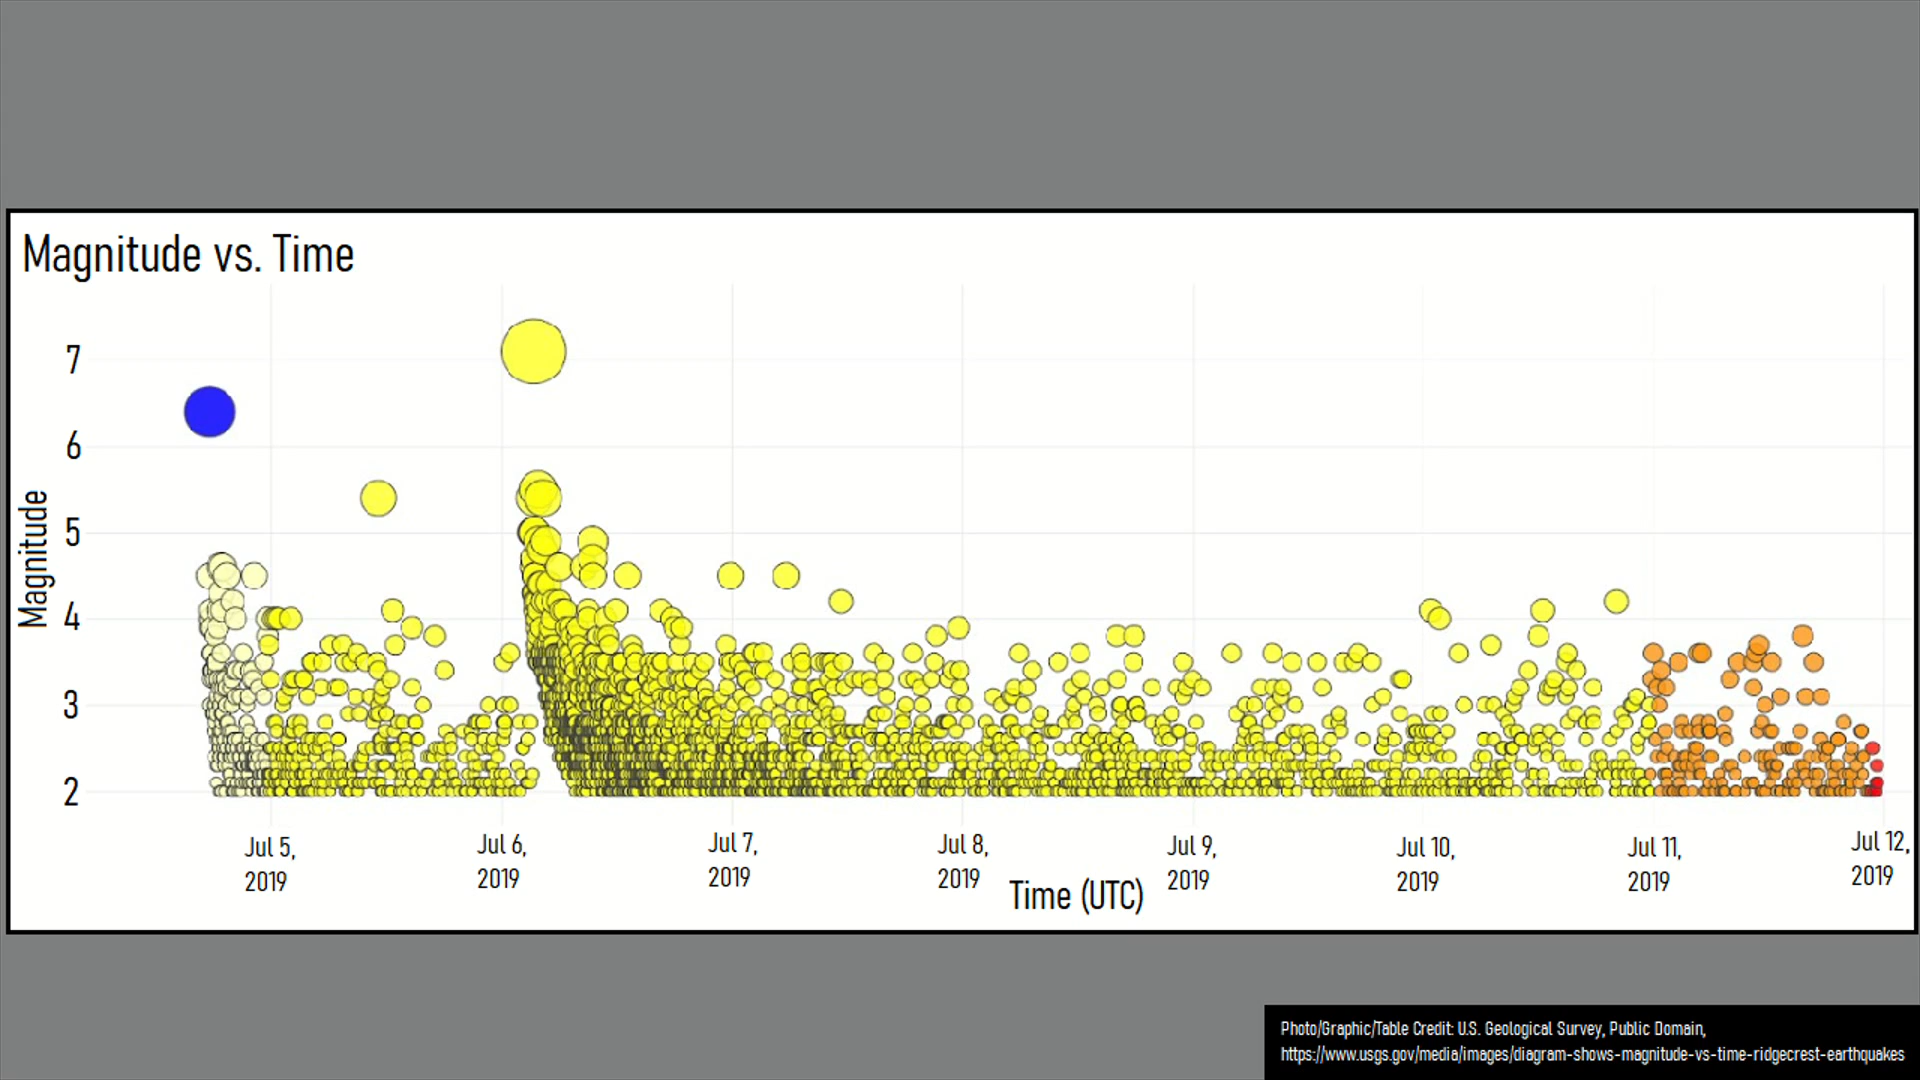 Magnitude vs. Time
7
6
5
4
3
2
Magnitude
Jul 5,
2019
Jul 6,
2019
Jul 7,
2019
Jul 8,
2019
Jul 9,
2019
Jul 10,
2019
Jul 11,
2019
Jul 12,
2019
Time (UTC)
Photo/Graphic/Table Credit: U.S. Geological Survey, Public Domain,
https://www.usgs.gov/media/images/diagram-shows-magnitude-vs-time-ridgecrest-earthquakes